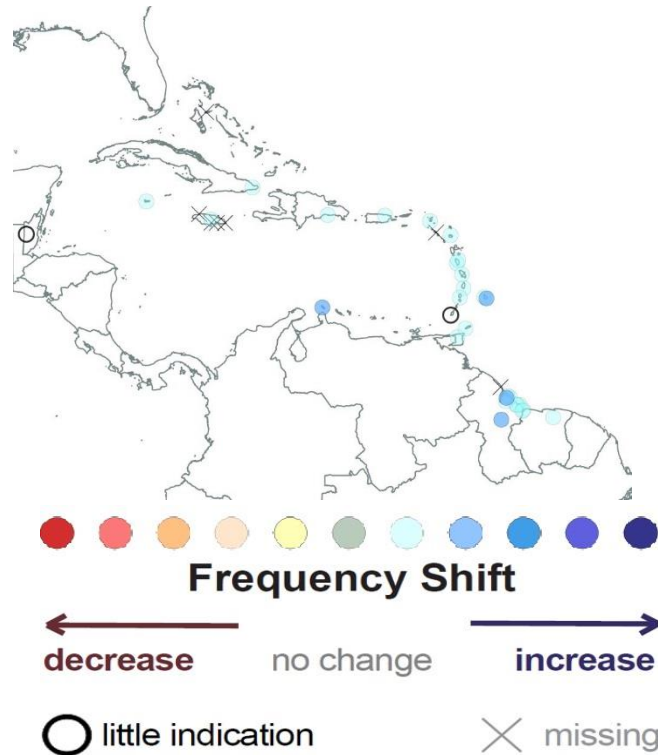 Frequency Shift
decrease no change increase
little indication missing